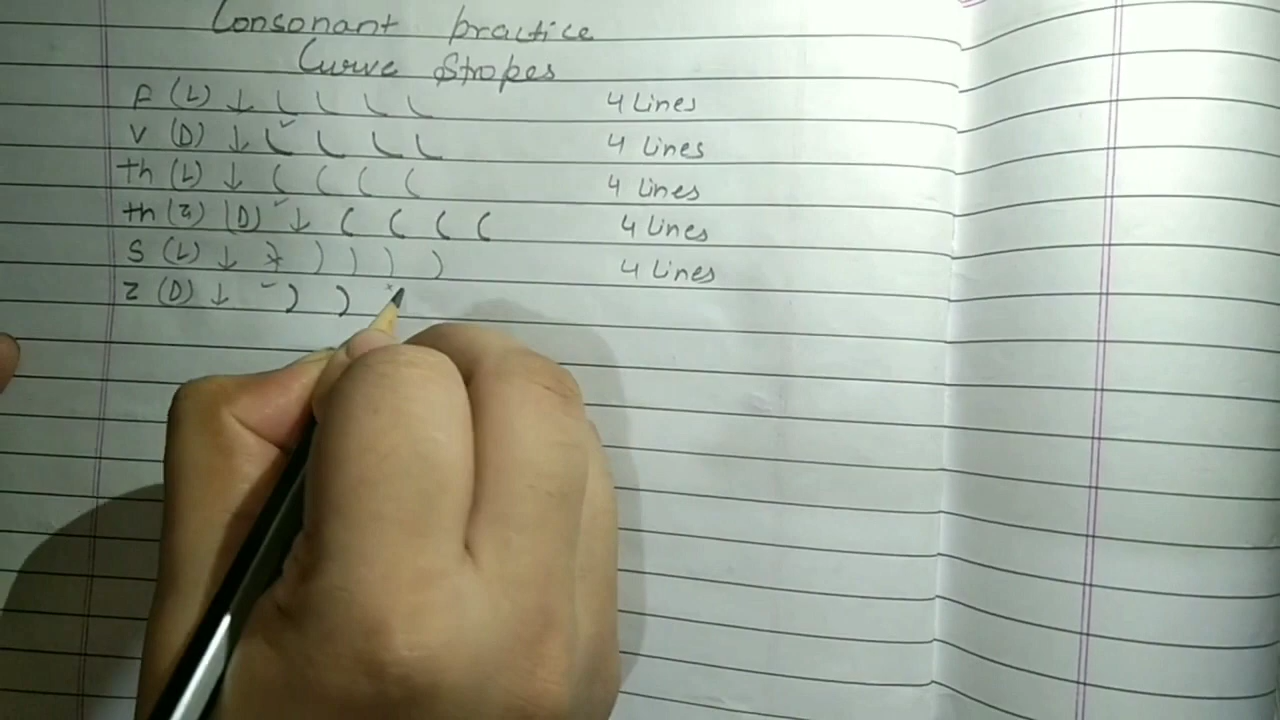 Consonant practice
Curve Strokes
F (L) ↓ 4 Lines
V (D) ↓ 4 Lines
th (L) ↓ 4 Lines
th (D) ↓ 4 Lines
S (L) ↓ 4 Lines
Z (D) ↓